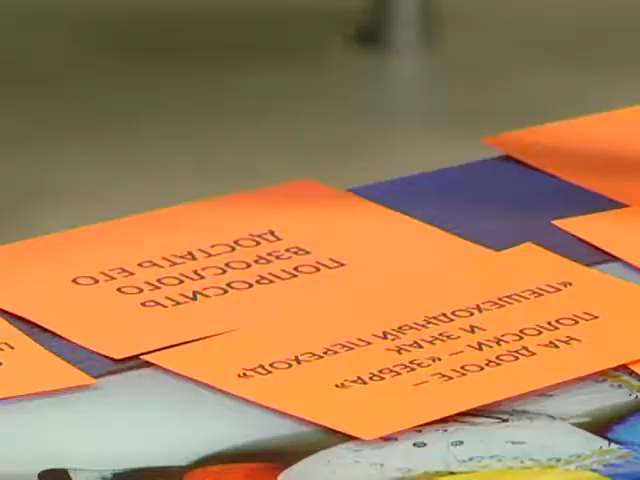 ПОПРОСИТЬ
ВЗРОСЛОГО
ДОСТАТЬ ЕГО
НА ДОРОГЕ –
ПОЛОСКИ – «ЗЕБРА» –
И ЗНАК
«ПЕШЕХОДНЫЙ ПЕРЕХОД»